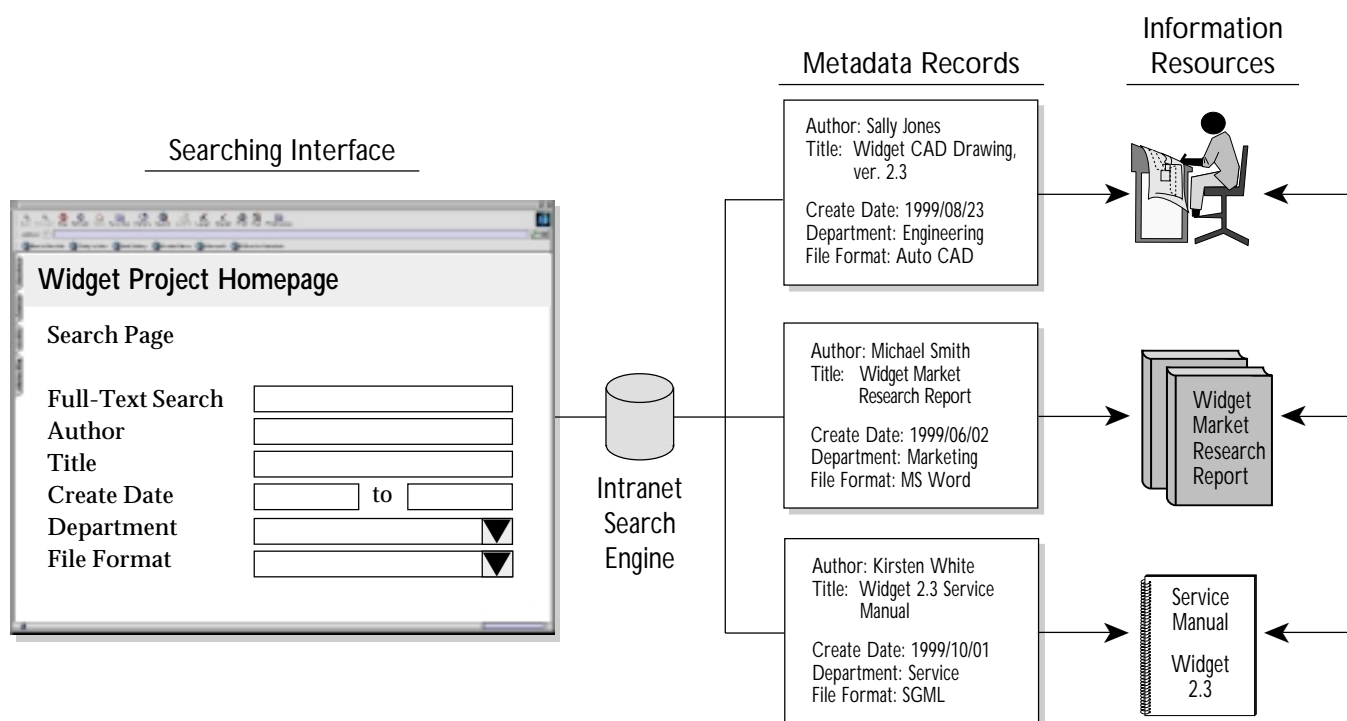 Information
Resources
Metadata Records
Searching Interface
Widget Project Homepage
Search Page
Full-Text Search
Author
Title
Create Date to
Department
File Format
Intranet
Search
Engine
Author: Sally Jones
Title: Widget CAD Drawing,
ver. 2.3
Create Date: 1999/08/23
Department: Engineering
File Format: Auto CAD
Author: Michael Smith
Title: Widget Market
Research Report
Create Date: 1999/06/02
Department: Marketing
File Format: MS Word
Author: Kirsten White
Title: Widget 2.3 Service
Manual
Create Date: 1999/10/01
Department: Service
File Format: SGML
Widget
Market
Research
Report
Service
Manual
Widget
2.3